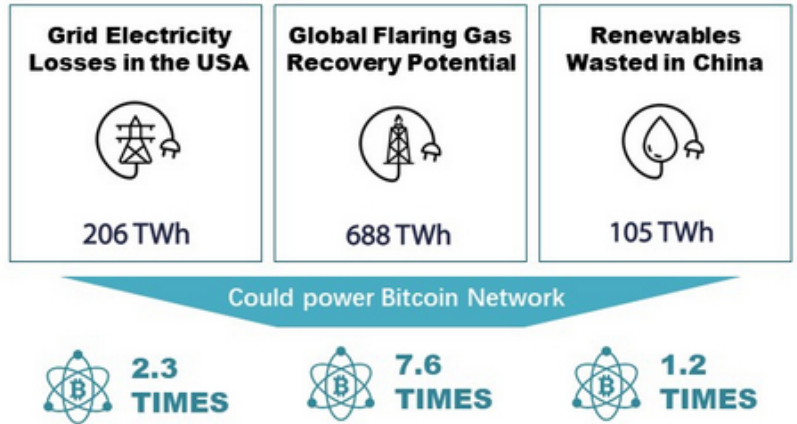 Grid Electricity
Losses in the USA
206 TWh
Global Flaring Gas
Recovery Potential
688 TWh
Renewables
Wasted in China
105 TWh
Could power Bitcoin Network
2.3
TIMES
7.6
TIMES
1.2
TIMES